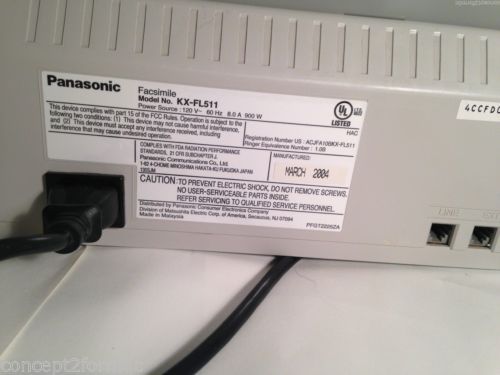 Panasonic
Facsimile
Model No. KX-FL511
Power Source : 120 V~ 60 Hz 8.0 A 900 W
This device complies with part 15 of the FCC Rules. Operation is subject to the
following two conditions: (1) This device may not cause harmful interference,
and (2) This device must accept any interference received, including interference that may cause undesired operation.
UL
LISTED
HAC
Registration Number US : ACJFA10BKX-FL511
Ringer Equivalence Number : 1.0B
COMPLIES WITH FDA RADIATION PERFORMANCE
STANDARDS, 21 CFR SUBCHAPTER J.
Panasonic Communications Co., Ltd.
1-62 4-CHOME MINOSHIMA HAKATA-KU FUKUOKA JAPAN
MANUFACTURED:
MARCH 2004
CAUTION: TO PREVENT ELECTRIC SHOCK, DO NOT REMOVE SCREWS.
NO USER-SERVICEABLE PARTS INSIDE.
REFER SERVICING TO QUALIFIED SERVICE PERSONNEL.
Distributed by Panasonic Consumer Electronics Company,
Division of Matsushita Electric Corp. of America, Secaucus, NJ 07094
Made in Malaysia
PFGT2225ZA
4CCFD
LINE
EXT
concept2forme